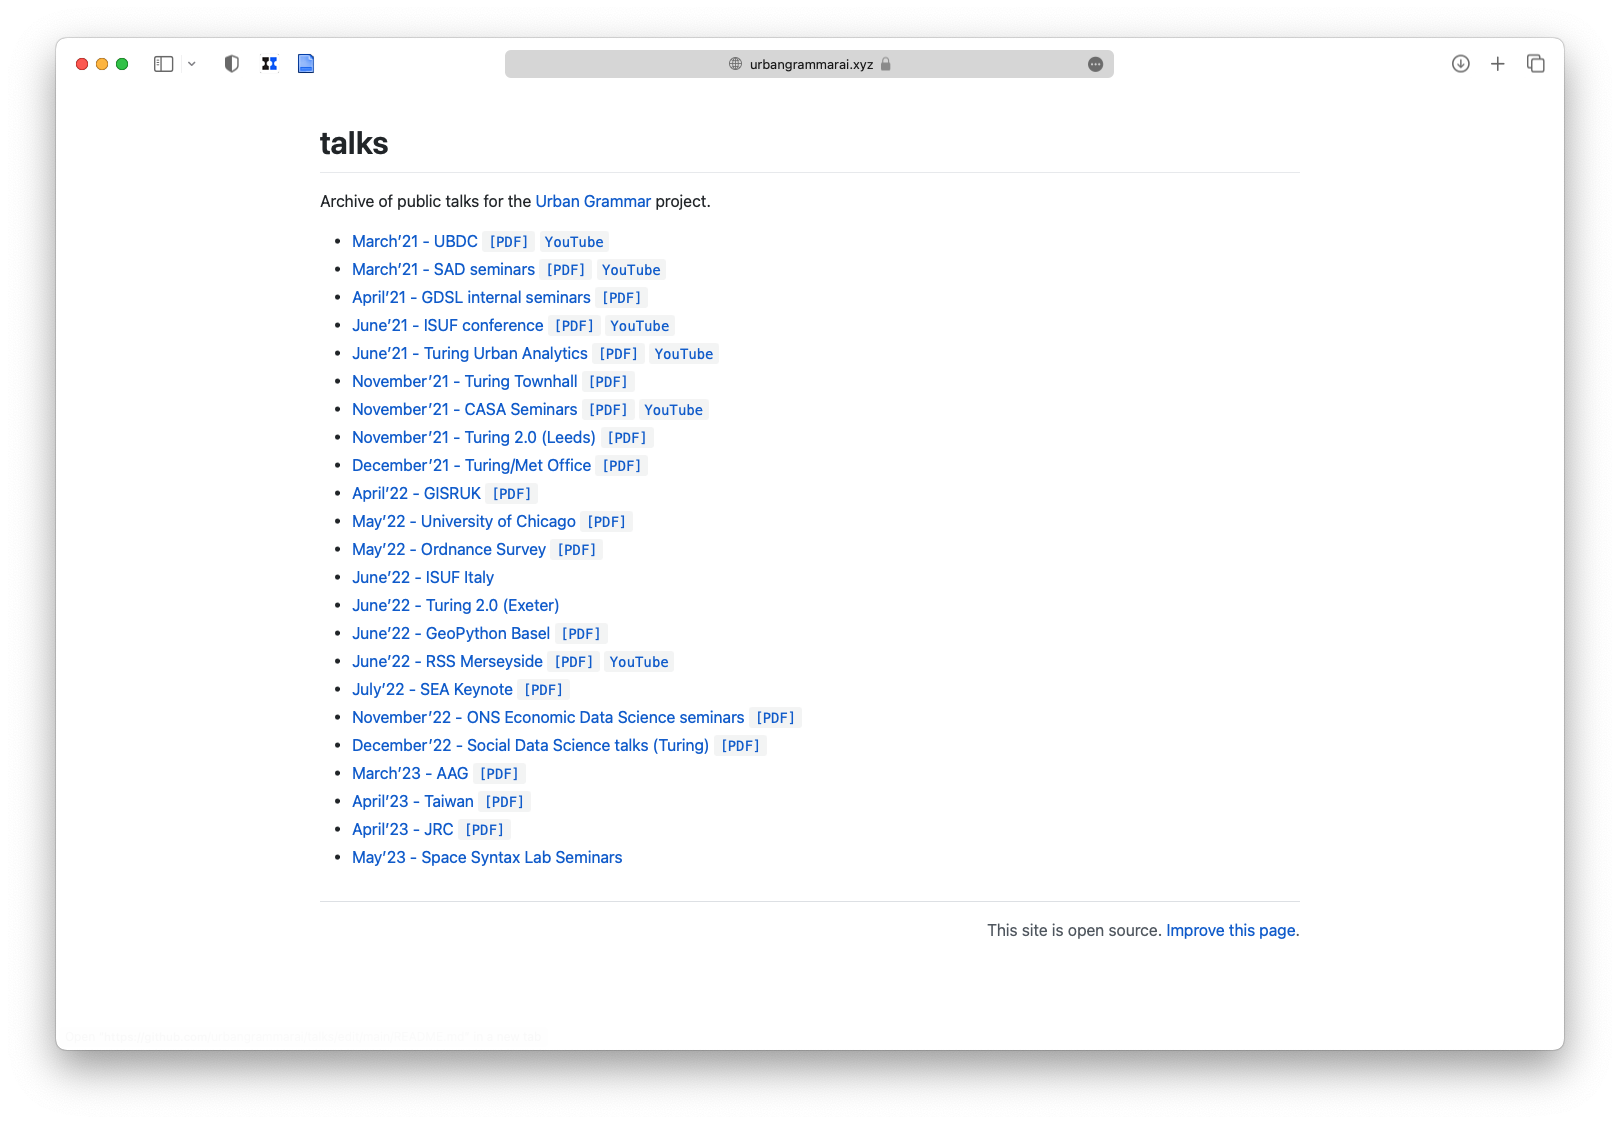 urbangrammarai.xyz
talks
Archive of public talks for the Urban Grammar project.
• March’21 - UBDC [PDF] YouTube
• March’21 - SAD seminars [PDF] YouTube
• April’21 - GDSL internal seminars [PDF]
• June’21 - ISUF conference [PDF] YouTube
• June’21 - Turing Urban Analytics [PDF] YouTube
• November’21 - Turing Townhall [PDF]
• November’21 - CASA Seminars [PDF] YouTube
• November’21 - Turing 2.0 (Leeds) [PDF]
• December’21 - Turing/Met Office [PDF]
• April’22 - GISRUK [PDF]
• May’22 - University of Chicago [PDF]
• May’22 - Ordnance Survey [PDF]
• June’22 - ISUF Italy
• June’22 - Turing 2.0 (Exeter)
• June’22 - GeoPython Basel [PDF]
• June’22 - RSS Merseyside [PDF] YouTube
• July’22 - SEA Keynote [PDF]
• November’22 - ONS Economic Data Science seminars [PDF]
• December’22 - Social Data Science talks (Turing) [PDF]
• March’23 - AAG [PDF]
• April’23 - Taiwan [PDF]
• April’23 - JRC [PDF]
• May’23 - Space Syntax Lab Seminars
This site is open source. Improve this page.